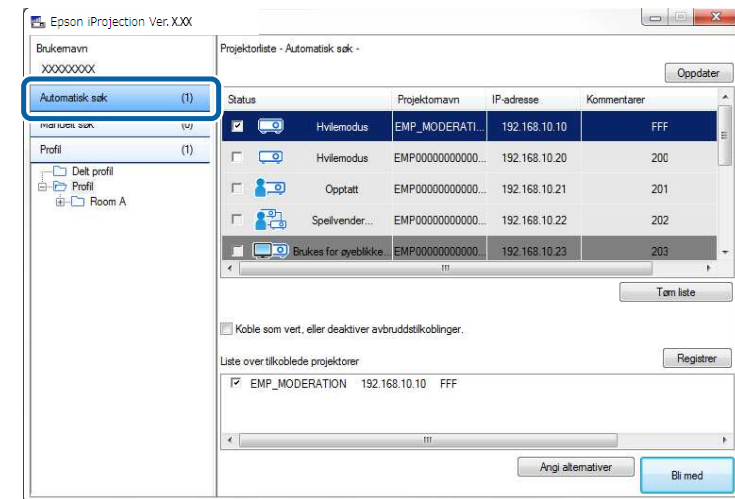 Epson iProjection Ver. X.XX
Brukernavn
XXXXXXXX
Automatisk søk (1)
Manuelt søk (0)
Profil (1)
Delt profil
Profil
Room A
Projektorliste - Automatisk søk -
Oppdater
Status Projektornavn IP-adresse Kommentarer
Hvilemodus EMP_MODERATI... 192.168.10.10 FFF
Hvilemodus EMP00000000000... 192.168.10.20 200
Opptatt EMP00000000000... 192.168.10.21 201
Speilvender... EMP00000000000... 192.168.10.22 202
Brukes for øyeblikke... EMP00000000000... 192.168.10.23 203
Tøm liste
Koble som vert, eller deaktiver avbruddstilkoblinger.
Liste over tilkoblede projektorer
Registrer
EMP_MODERATION 192.168.10.10 FFF
Angi alternativer
Bli med